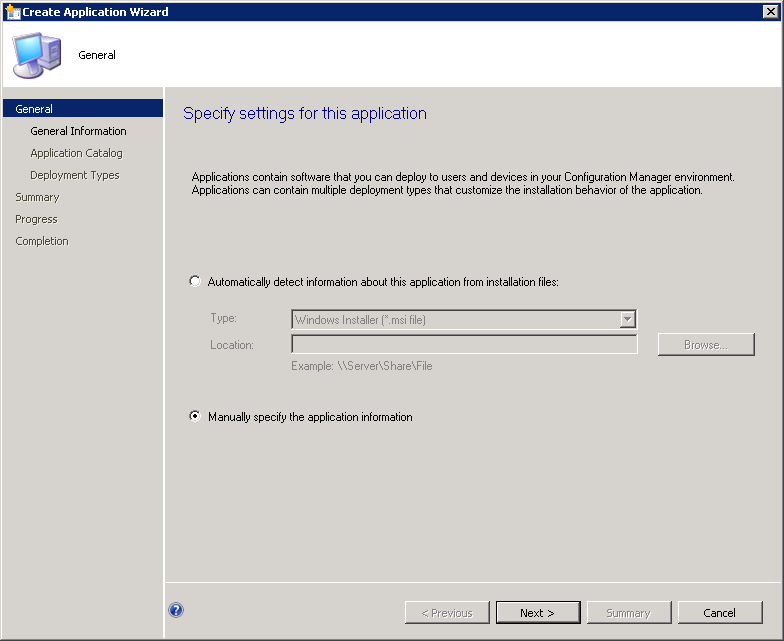 Create Application Wizard
General
General
General Information
Application Catalog
Deployment Types
Summary
Progress
Completion
Specify settings for this application
Applications contain software that you can deploy to users and devices in your Configuration Manager environment.
Applications can contain multiple deployment types that customize the installation behavior of the application.
Automatically detect information about this application from installation files:
Type:
Windows Installer (*.msi file)
Location:
Browse...
Example: \\Server\Share\File
Manually specify the application information
?
< Previous
Next >
Summary
Cancel